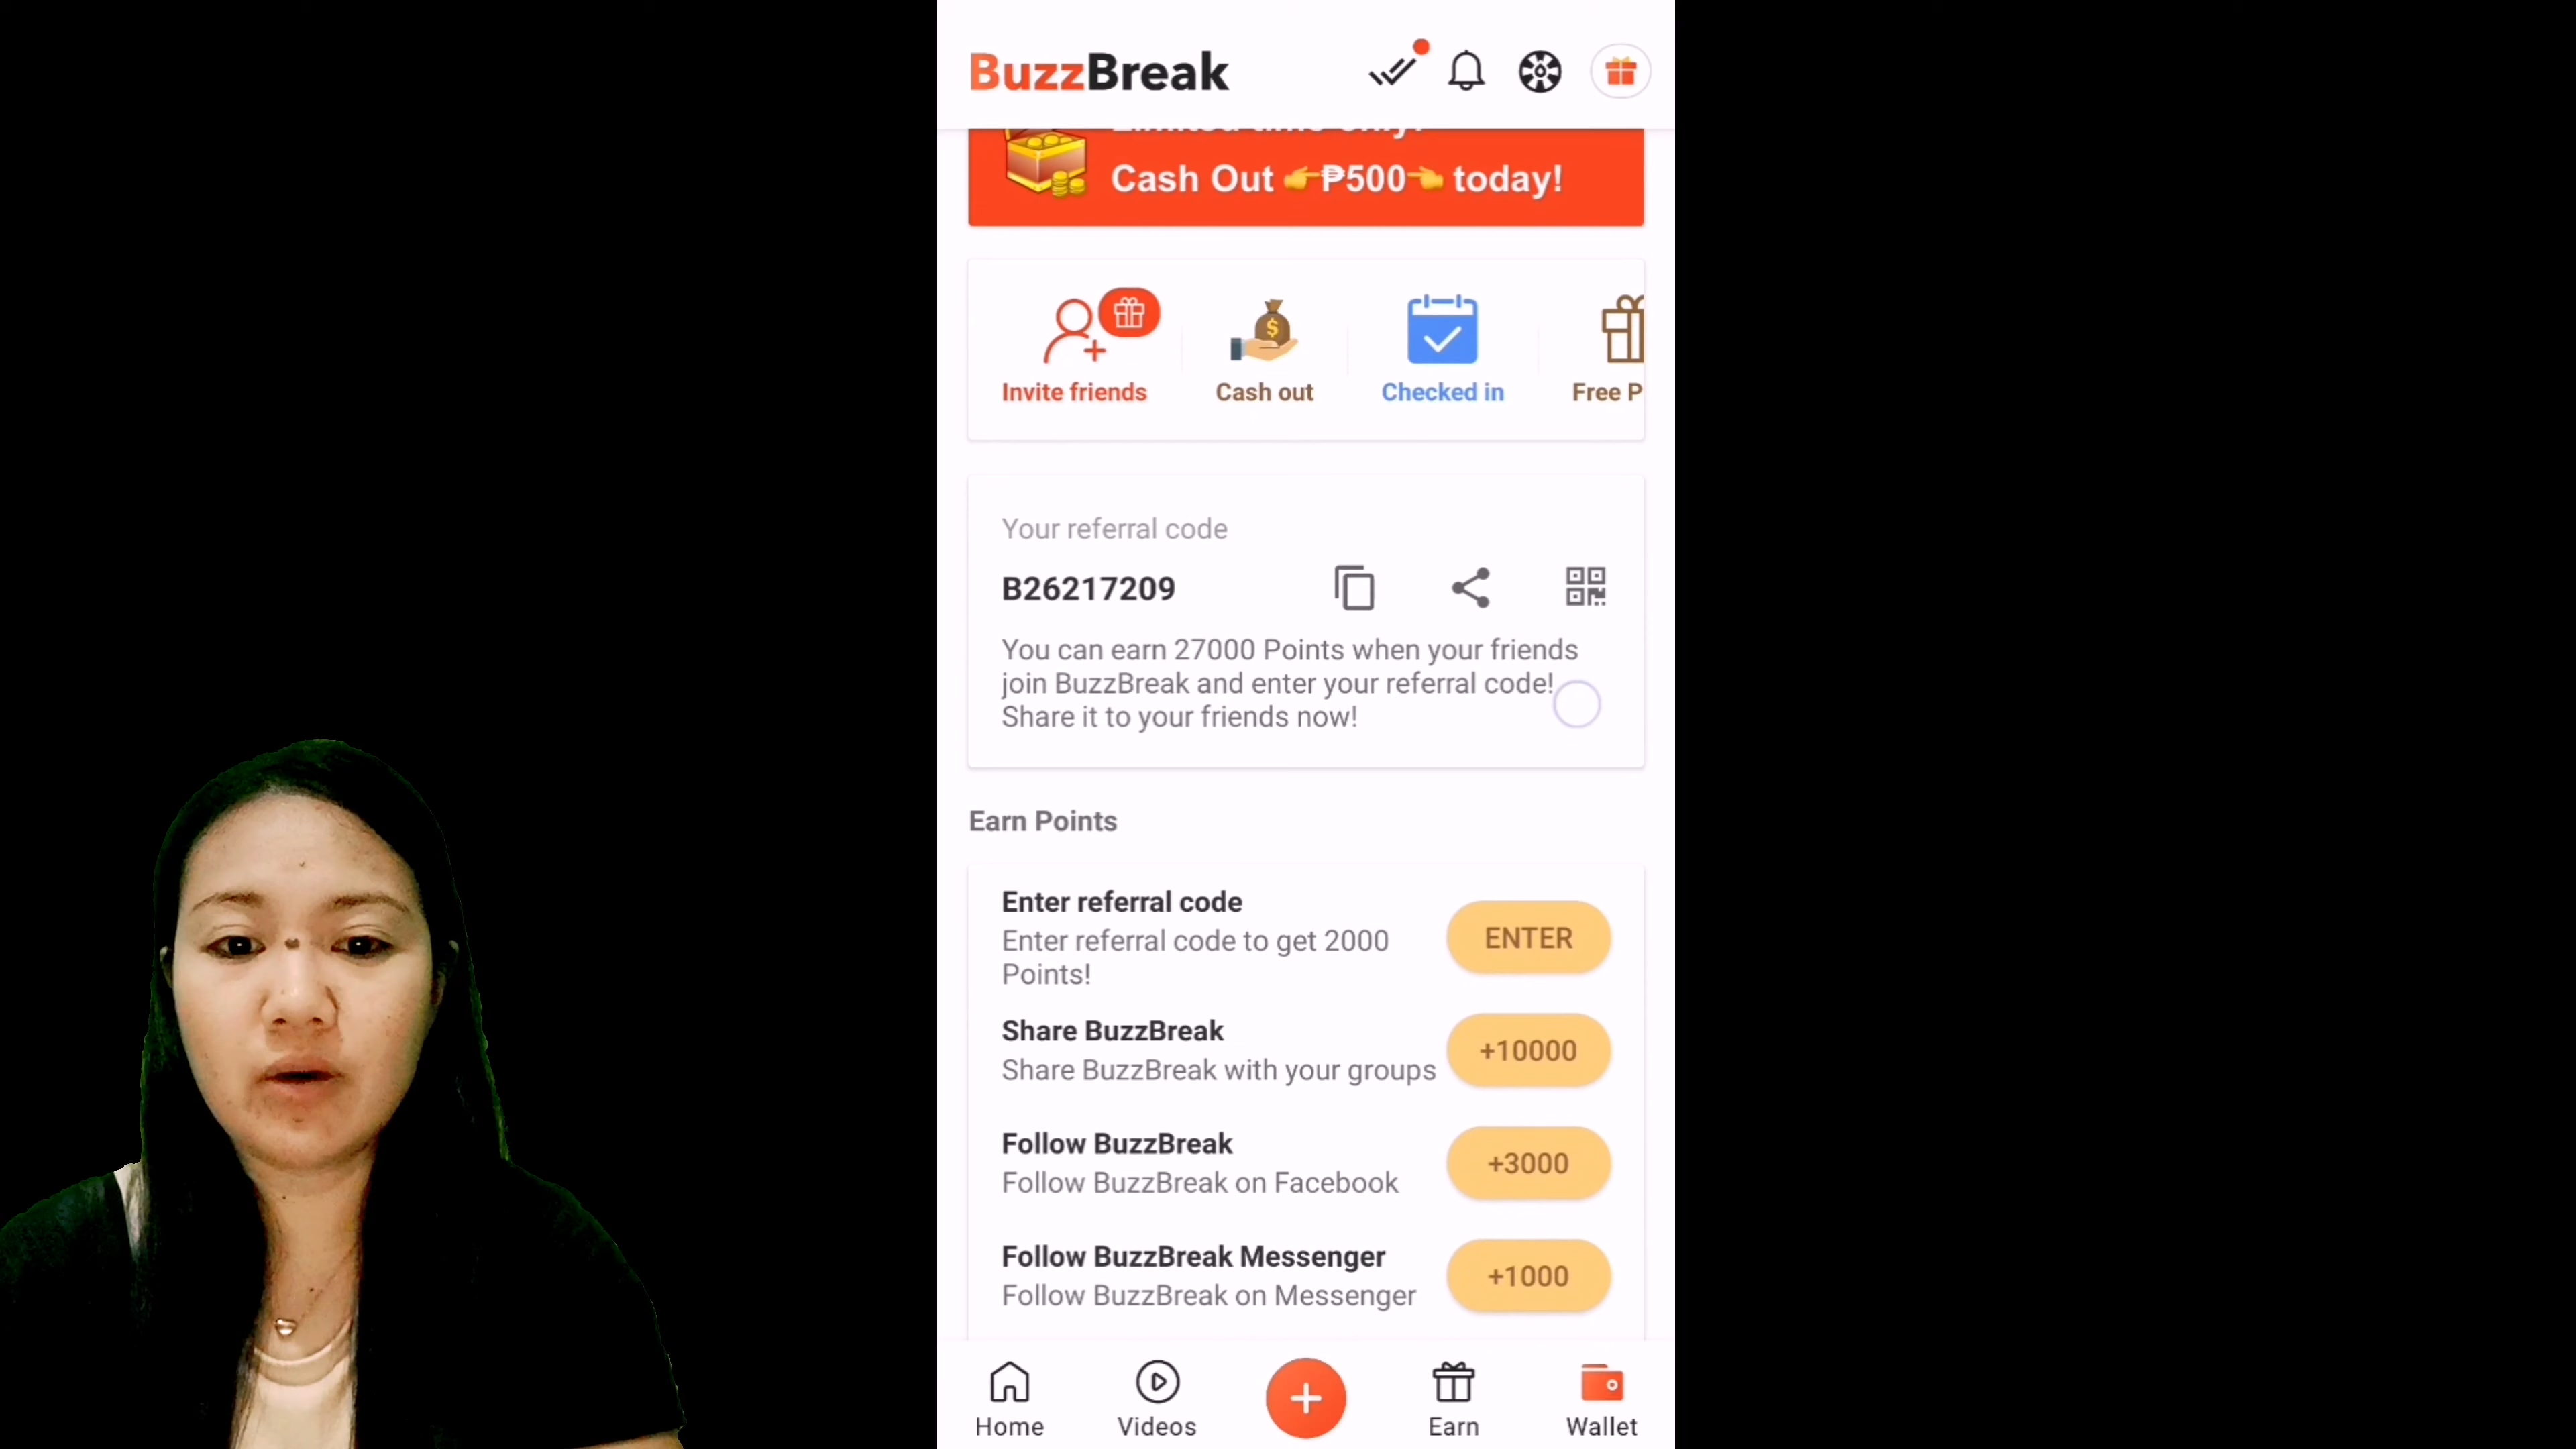 BuzzBreak
Cash Out 👉₱500👈 today!
Invite friends
Cash out
Checked in
Free P
Your referral code
B26217209
You can earn 27000 Points when your friends
join BuzzBreak and enter your referral code!
Share it to your friends now!
Earn Points
Enter referral code
Enter referral code to get 2000
Points!
ENTER
Share BuzzBreak
Share BuzzBreak with your groups
+10000
Follow BuzzBreak
Follow BuzzBreak on Facebook
+3000
Follow BuzzBreak Messenger
Follow BuzzBreak on Messenger
+1000
Home
Videos
Earn
Wallet